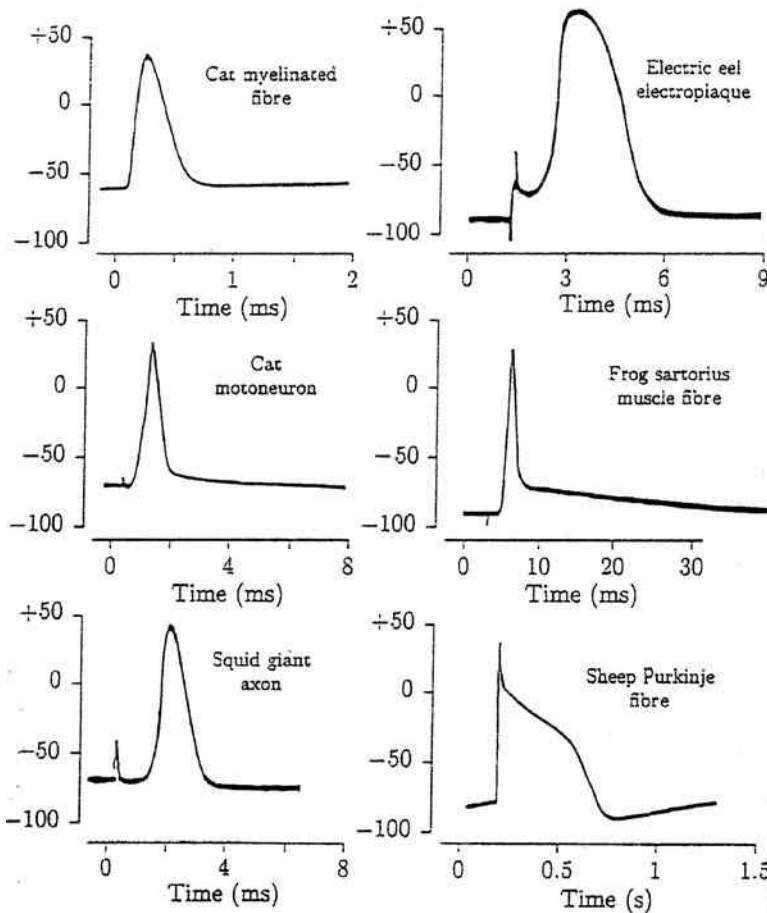 +50
0
−50
−100
Cat myelinated
fibre
0 1 2
Time (ms)
+50
0
−50
−100
Electric eel
electroplaque
0 3 6 9
Time (ms)
+50
0
−50
−100
Cat
motoneuron
0 4 8
Time (ms)
+50
0
−50
−100
Frog sartorius
muscle fibre
0 10 20 30
Time (ms)
+50
0
−50
−100
Squid giant
axon
0 4 8
Time (ms)
+50
0
−50
−100
Sheep Purkinje
fibre
0 0.5 1 1.5
Time (s)